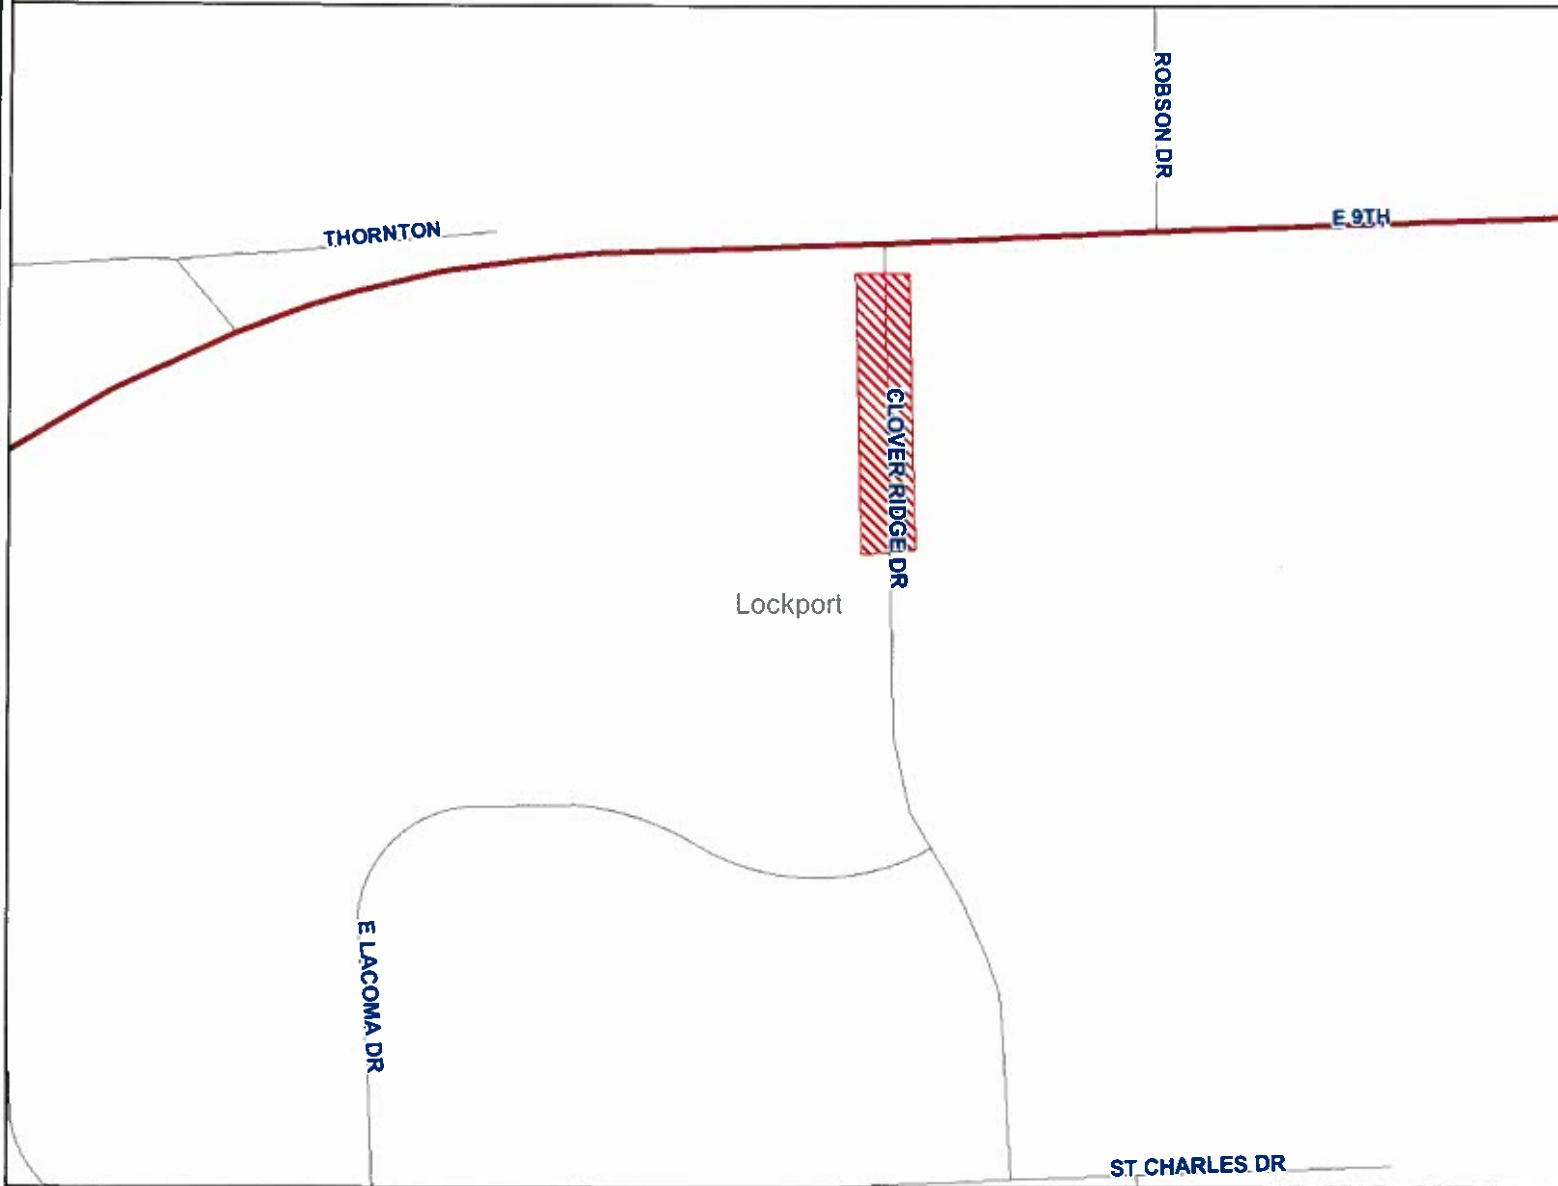 ROBSON DR
E 9TH
THORNTON
CLOVER RIDGE DR
Lockport
E LACOMA DR
ST CHARLES DR